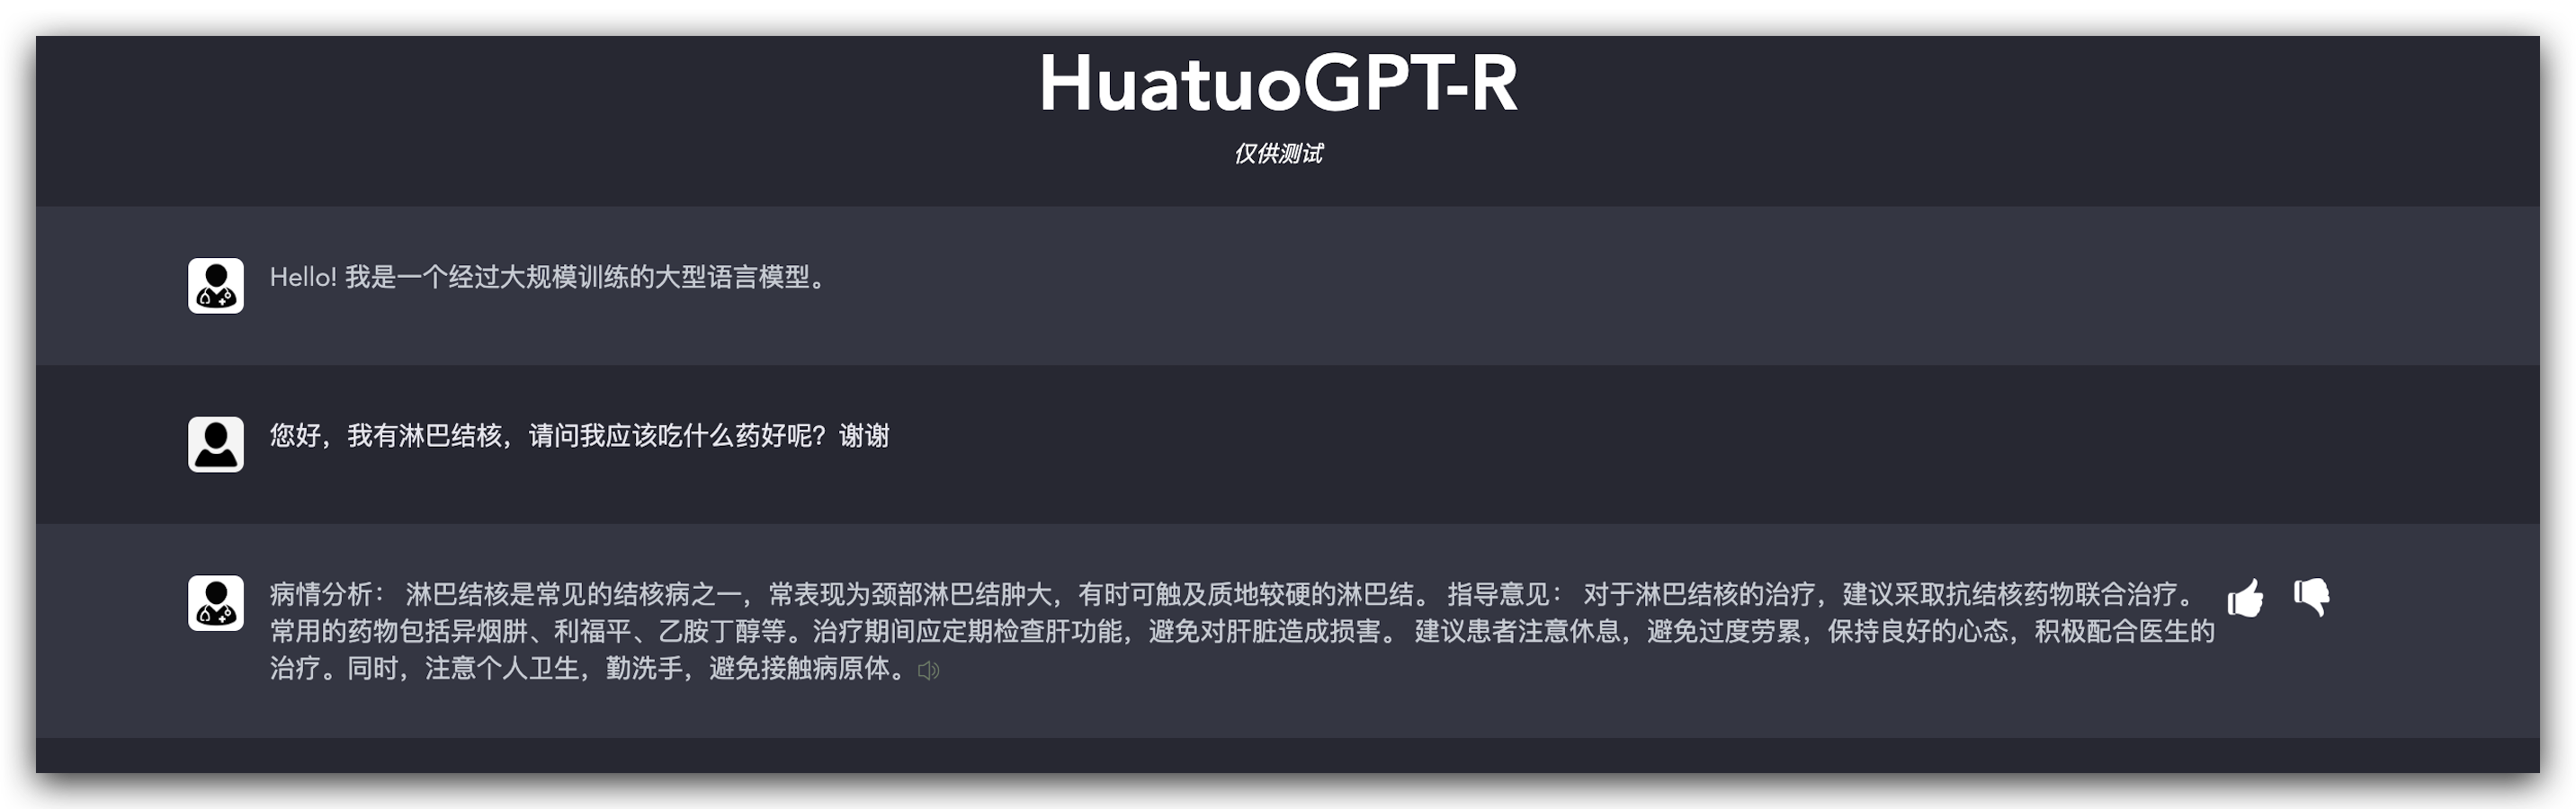 HuatuoGPT-R
仅供测试
Hello! 我是一个经过大规模训练的大型语言模型。
您好，我有淋巴结核，请问我应该吃什么药好呢？谢谢
病情分析： 淋巴结核是常见的结核病之一，常表现为颈部淋巴结肿大，有时可触及质地较硬的淋巴结。 指导意见： 对于淋巴结核的治疗，建议采取抗结核药物联合治疗。
常用的药物包括异烟肼、利福平、乙胺丁醇等。治疗期间应定期检查肝功能，避免对肝脏造成损害。 建议患者注意休息，避免过度劳累，保持良好的心态，积极配合医生的
治疗。同时，注意个人卫生，勤洗手，避免接触病原体。